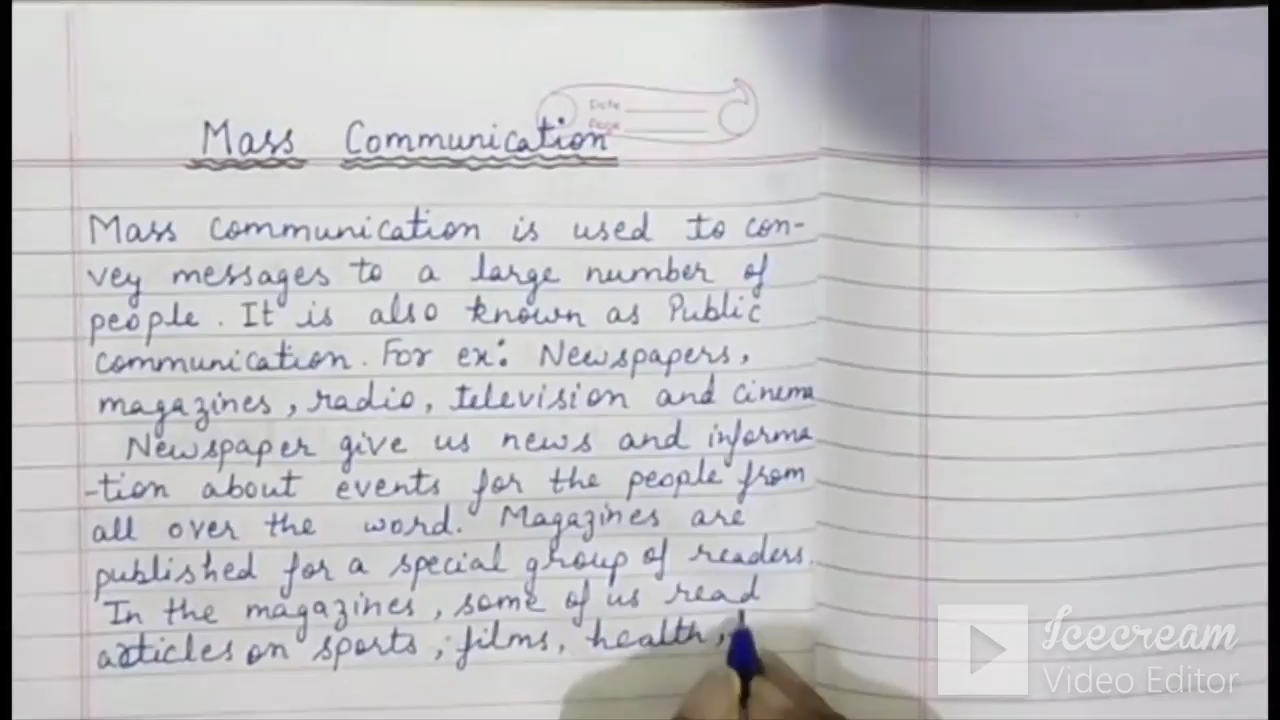 Date
Page
Mass Communication
Mass communication is used to con-
vey messages to a large number of
people. It is also known as Public
communication. For ex: Newspapers,
magazines, radio, television and cinema
Newspaper give us news and informa
-tion about events for the people from
all over the word. Magazines are
published for a special group of readers.
In the magazines, some of us read
articles on sports, films, health,
Icecream
Video Editor